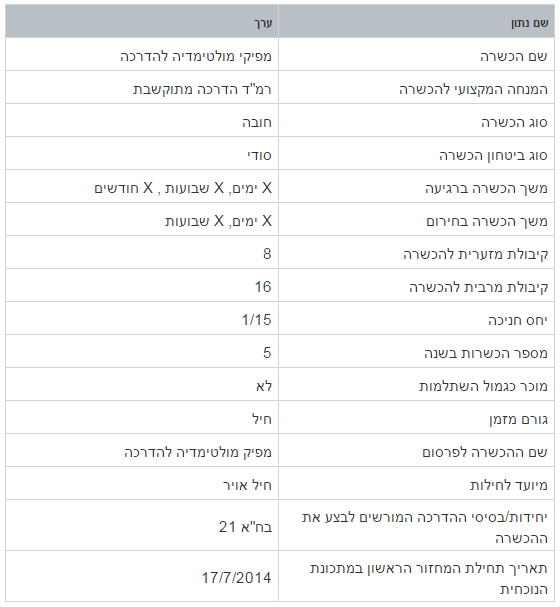 שם נתון ערך
שם הכשרה מפיקי מולטימדיה להדרכה
המנחה המקצועי להכשרה רמ"ד הדרכה מתוקשבת
סוג הכשרה חובה
סוג ביטחון הכשרה סודי
משך הכשרה ברגיעה X ימים, X שבועות , X חודשים
משך הכשרה בחירום X ימים, X שבועות
קיבולת מזערית להכשרה 8
קיבולת מרבית להכשרה 16
יחס חניכה 1/15
מספר הכשרות בשנה 5
מוכר כגמול השתלמות לא
גורם מזמן חיל
שם ההכשרה לפרסום מפיק מולטימדיה להדרכה
מיועד לחילות חיל אויר
יחידות/בסיסי ההדרכה המורשים לבצע את
ההכשרה בח"א 21
תאריך תחילת המחזור הראשון במתכונת
הנוכחית 17/7/2014